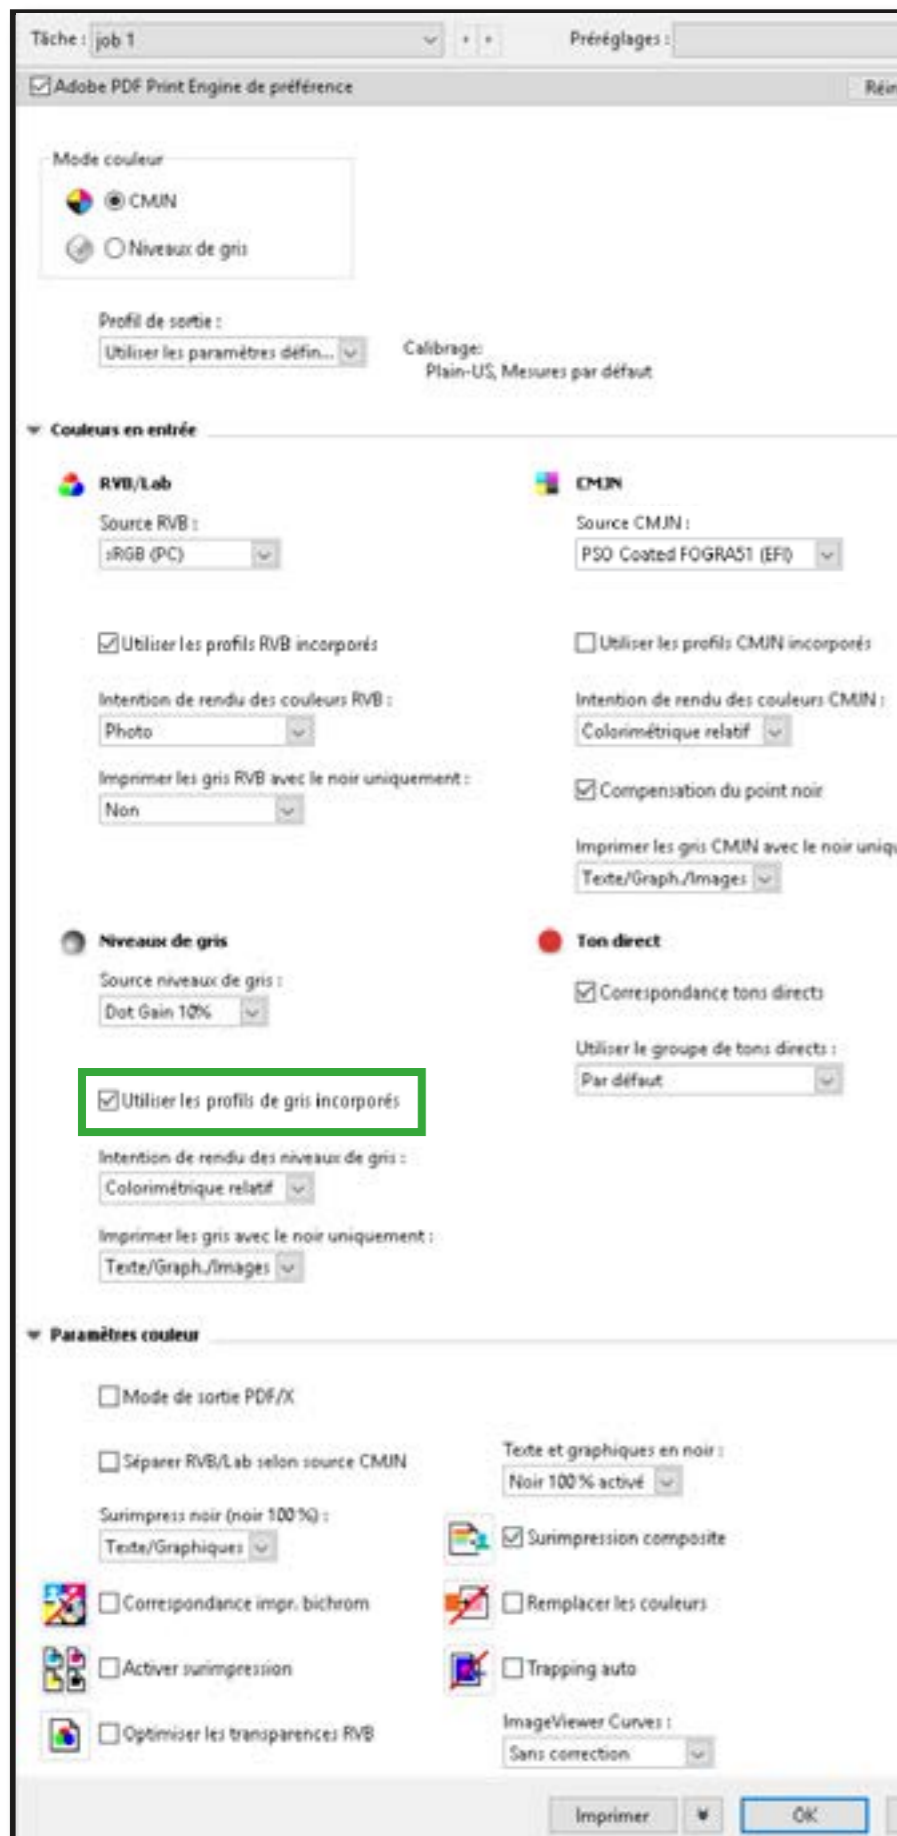 Tâche : job 1
Préréglages :
Adobe PDF Print Engine de préférence
Mode couleur
CMJN
Niveaux de gris
Profil de sortie :
Utiliser les paramètres défin...
Calibrage:
Plain-US, Mesures par défaut
Couleurs en entrée
RVB/Lab
Source RVB :
sRGB (PC)
Utiliser les profils RVB incorporés
Intention de rendu des couleurs RVB :
Photo
Imprimer les gris RVB avec le noir uniquement :
Non
CMJN
Source CMJN :
PSO Coated FOGRA51 (EFI)
Utiliser les profils CMJN incorporés
Intention de rendu des couleurs CMJN :
Colorimétrique relatif
Compensation du point noir
Imprimer les gris CMJN avec le noir uniqu
Texte/Graph./Images
Niveaux de gris
Source niveaux de gris :
Dot Gain 10%
Utiliser les profils de gris incorporés
Intention de rendu des niveaux de gris :
Colorimétrique relatif
Imprimer les gris avec le noir uniquement :
Texte/Graph./Images
Ton direct
Correspondance tons directs
Utiliser le groupe de tons directs :
Par défaut
Paramètres couleur
Mode de sortie PDF/X
Séparer RVB/Lab selon source CMJN
Surimpress noir (noir 100%) :
Texte/Graphiques
Correspondance impr. bichrom
Activer surimpression
Optimiser les transparences RVB
Texte et graphiques en noir :
Noir 100% activé
Surimpression composite
Remplacer les couleurs
Trapping auto
ImageViewer Curves :
Sans correction
Imprimer
OK